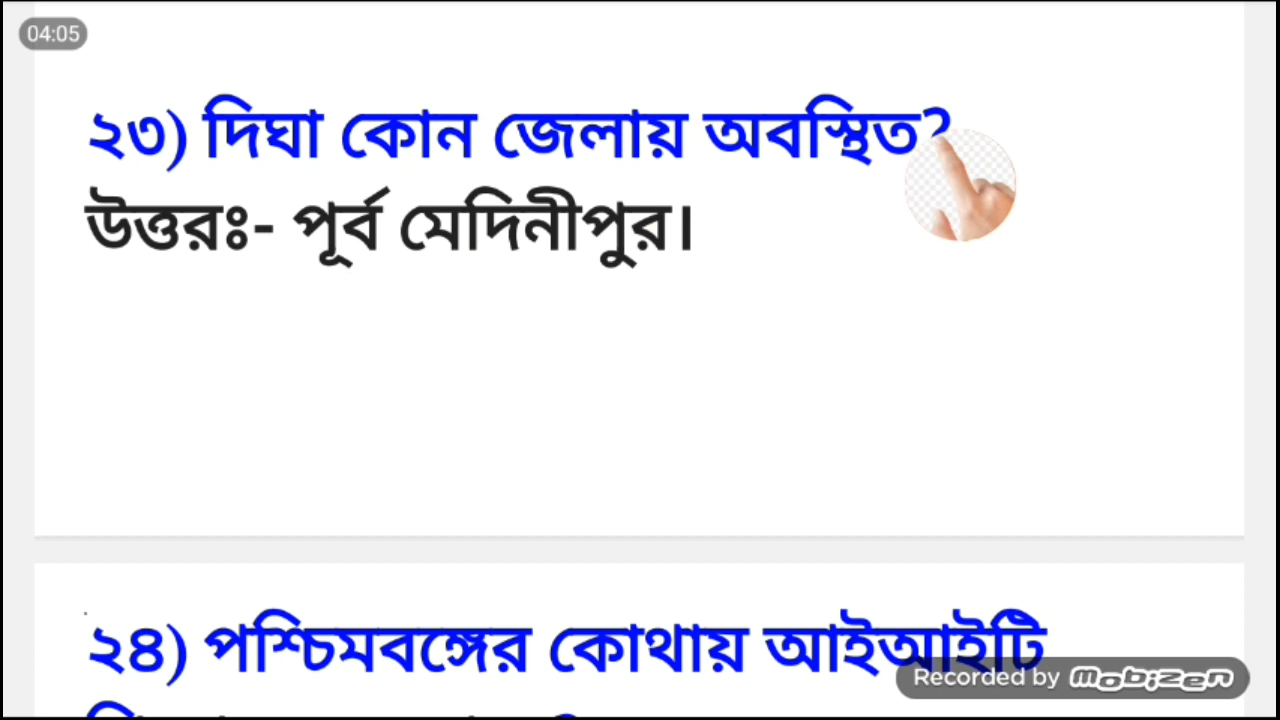 04:05
২৩) দিঘা কোন জেলায় অবস্থিত?
উত্তরঃ- পূর্ব মেদিনীপুর।
২৪) পশ্চিমবঙ্গের কোথায় আইআইটি
Recorded by mobizen